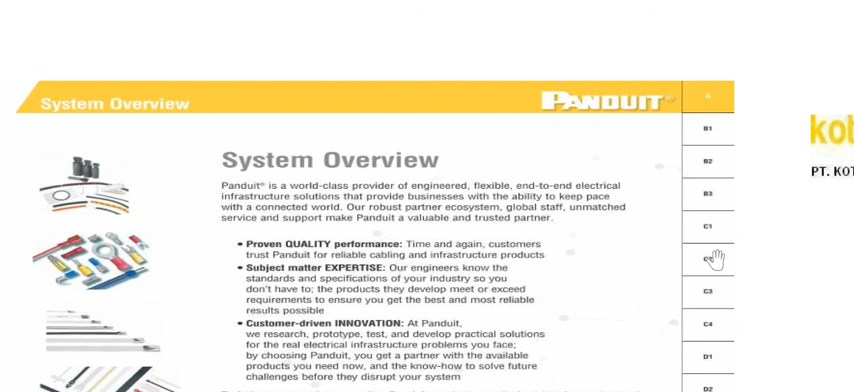 System Overview
PANDUIT®
A
B1
B2
B3
C1
C3
C4
D1
D2
System Overview
Panduit® is a world-class provider of engineered, flexible, end-to-end electrical
infrastructure solutions that provide businesses with the ability to keep pace
with a connected world. Our robust partner ecosystem, global staff, unmatched
service and support make Panduit a valuable and trusted partner.
• Proven QUALITY performance: Time and again, customers
trust Panduit for reliable cabling and infrastructure products
• Subject matter EXPERTISE: Our engineers know the
standards and specifications of your industry so you
don't have to; the products they develop meet or exceed
requirements to ensure you get the best and most reliable
results possible
• Customer-driven INNOVATION: At Panduit,
we research, prototype, test, and develop practical solutions
for the real electrical infrastructure problems you face;
by choosing Panduit, you get a partner with the available
products you need now, and the know-how to solve future
challenges before they disrupt your system
PT.